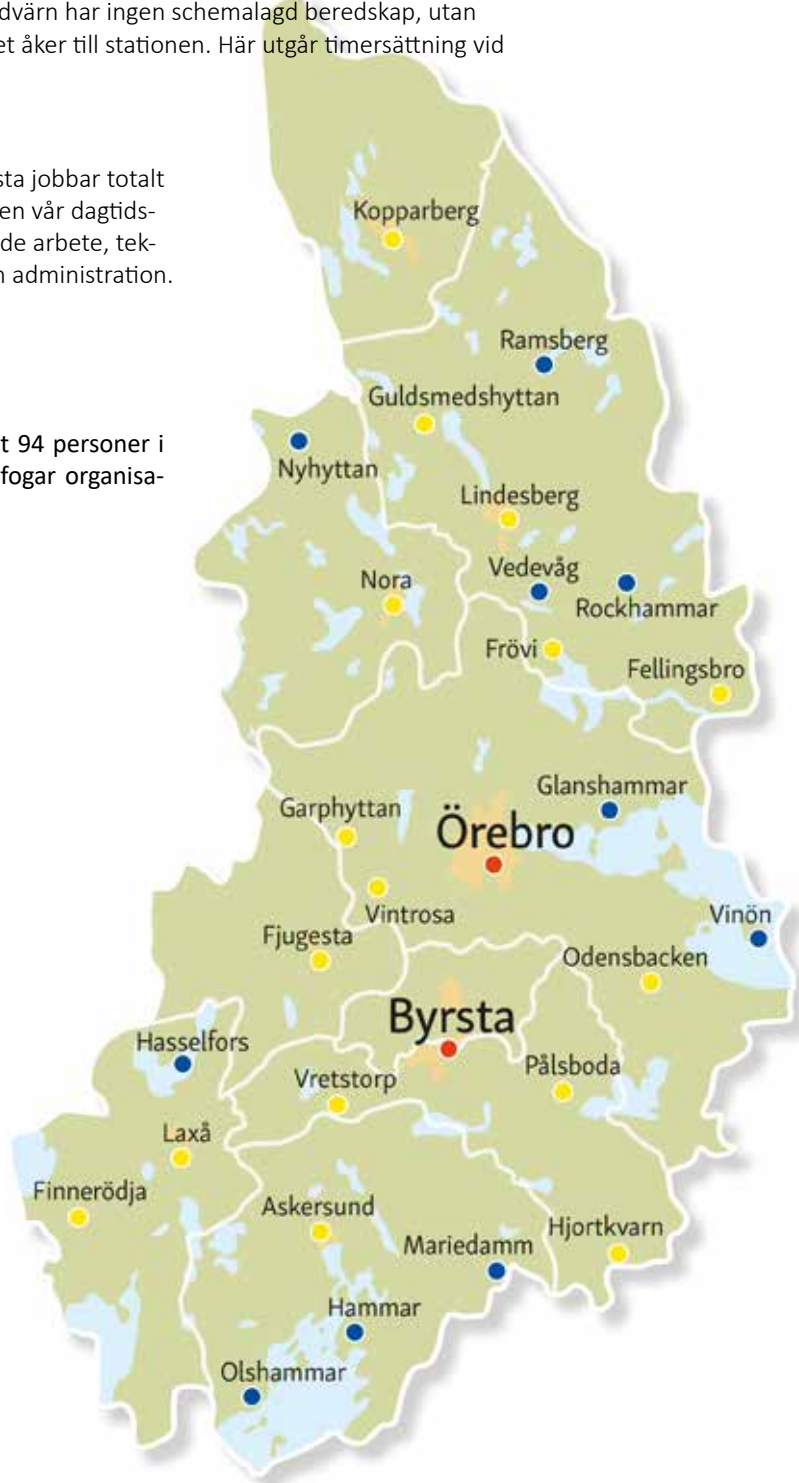 dvärn har ingen schemalagd beredskap, utan
et åker till stationen. Här utgår timersättning vid
sta jobbar totalt
en vår dagtids-
de arbete, tek-
n administration.
t 94 personer i
fogar organisa-
Kopparberg
Ramsberg
Guldsmedshyttan
Nyhyttan
Lindesberg
Vedevåg
Nora
Rockhammar
Frövi
Fellingsbro
Glanshammar
Garphyttan
Örebro
Vintrosa
Vinön
Fjugesta
Odensbacken
Byrsta
Hasselfors
Pålsboda
Vretstorp
Laxå
Finnerödja
Askersund
Hjortkvarn
Mariedamm
Hammar
Olshammar